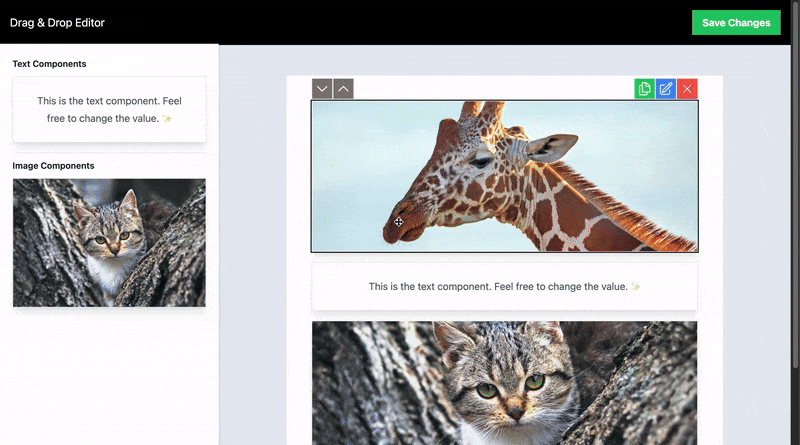 Drag & Drop Editor
Save Changes
Text Components
This is the text component. Feel
free to change the value. ✨
Image Components
This is the text component. Feel free to change the value. ✨